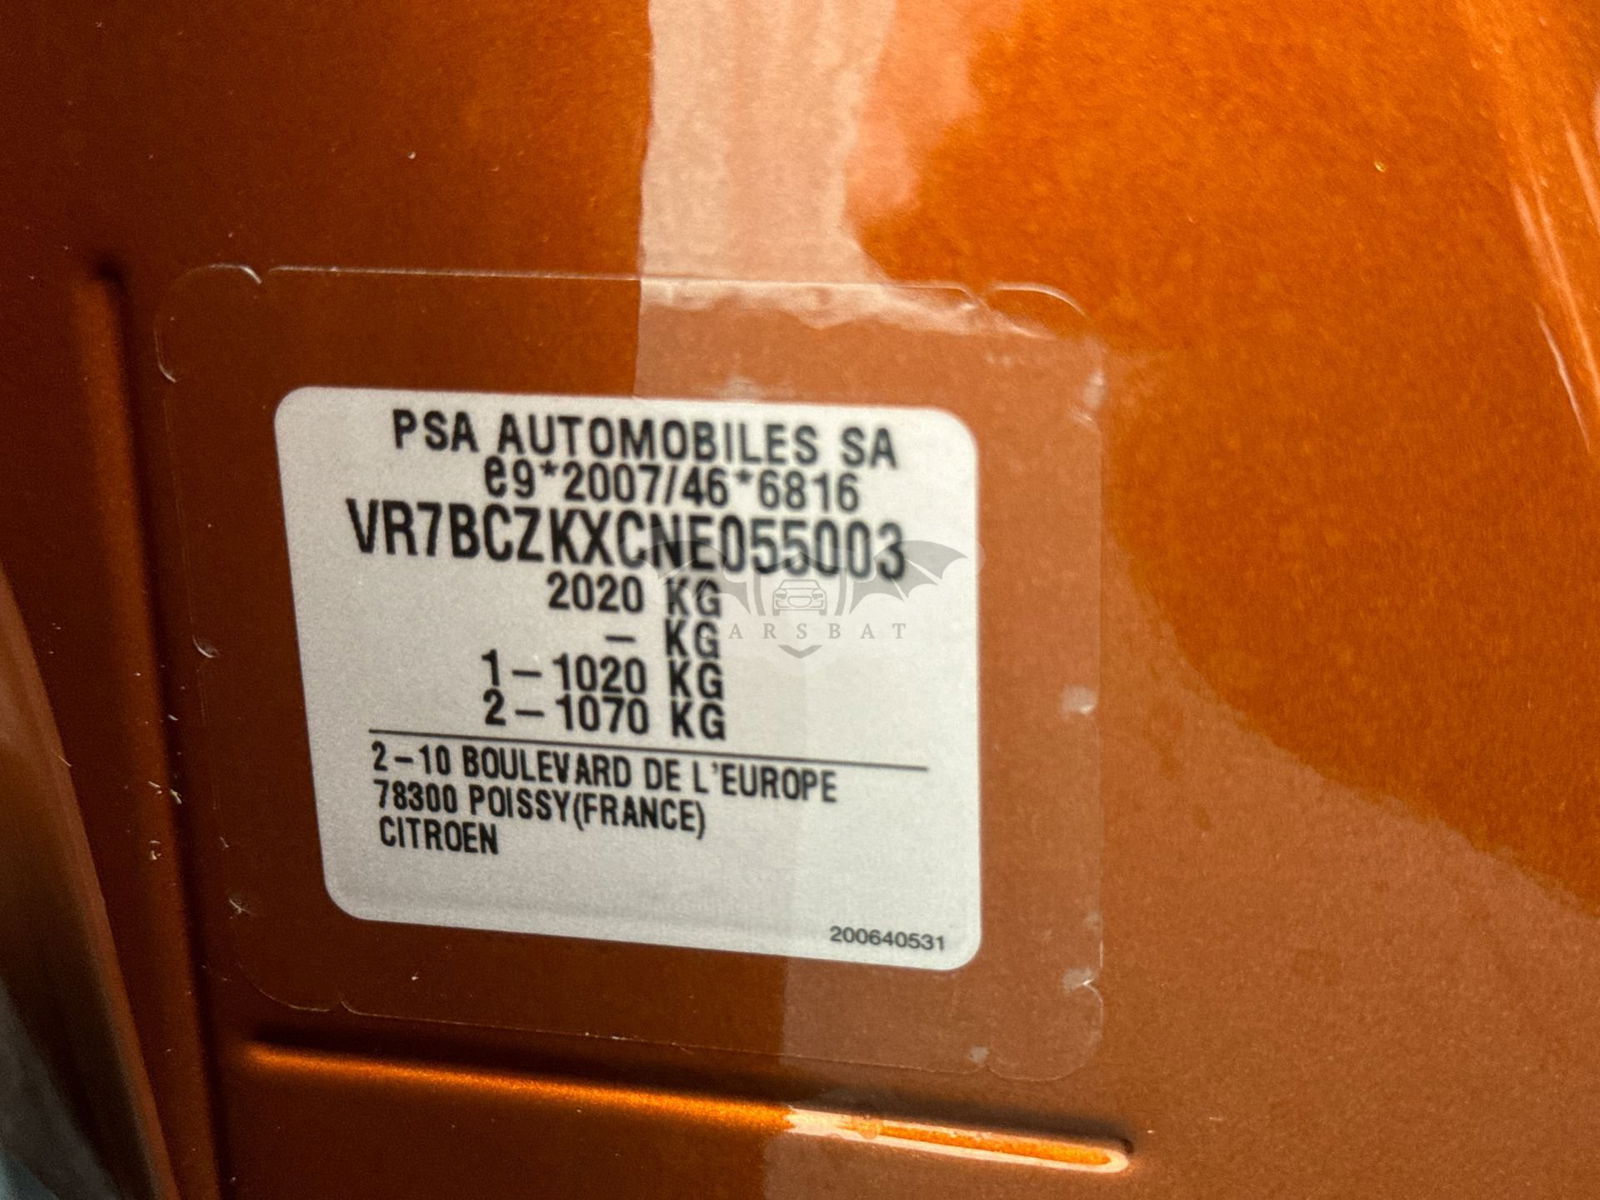 PSA AUTOMOBILES SA
e9*2007/46*6816
VR7BCZKXCNE055003
2020 KG
– KG
1 – 1020 KG
2 – 1070 KG
2 – 10 BOULEVARD DE L'EUROPE
78300 POISSY(FRANCE)
CITROEN
200640531
ARSBAT